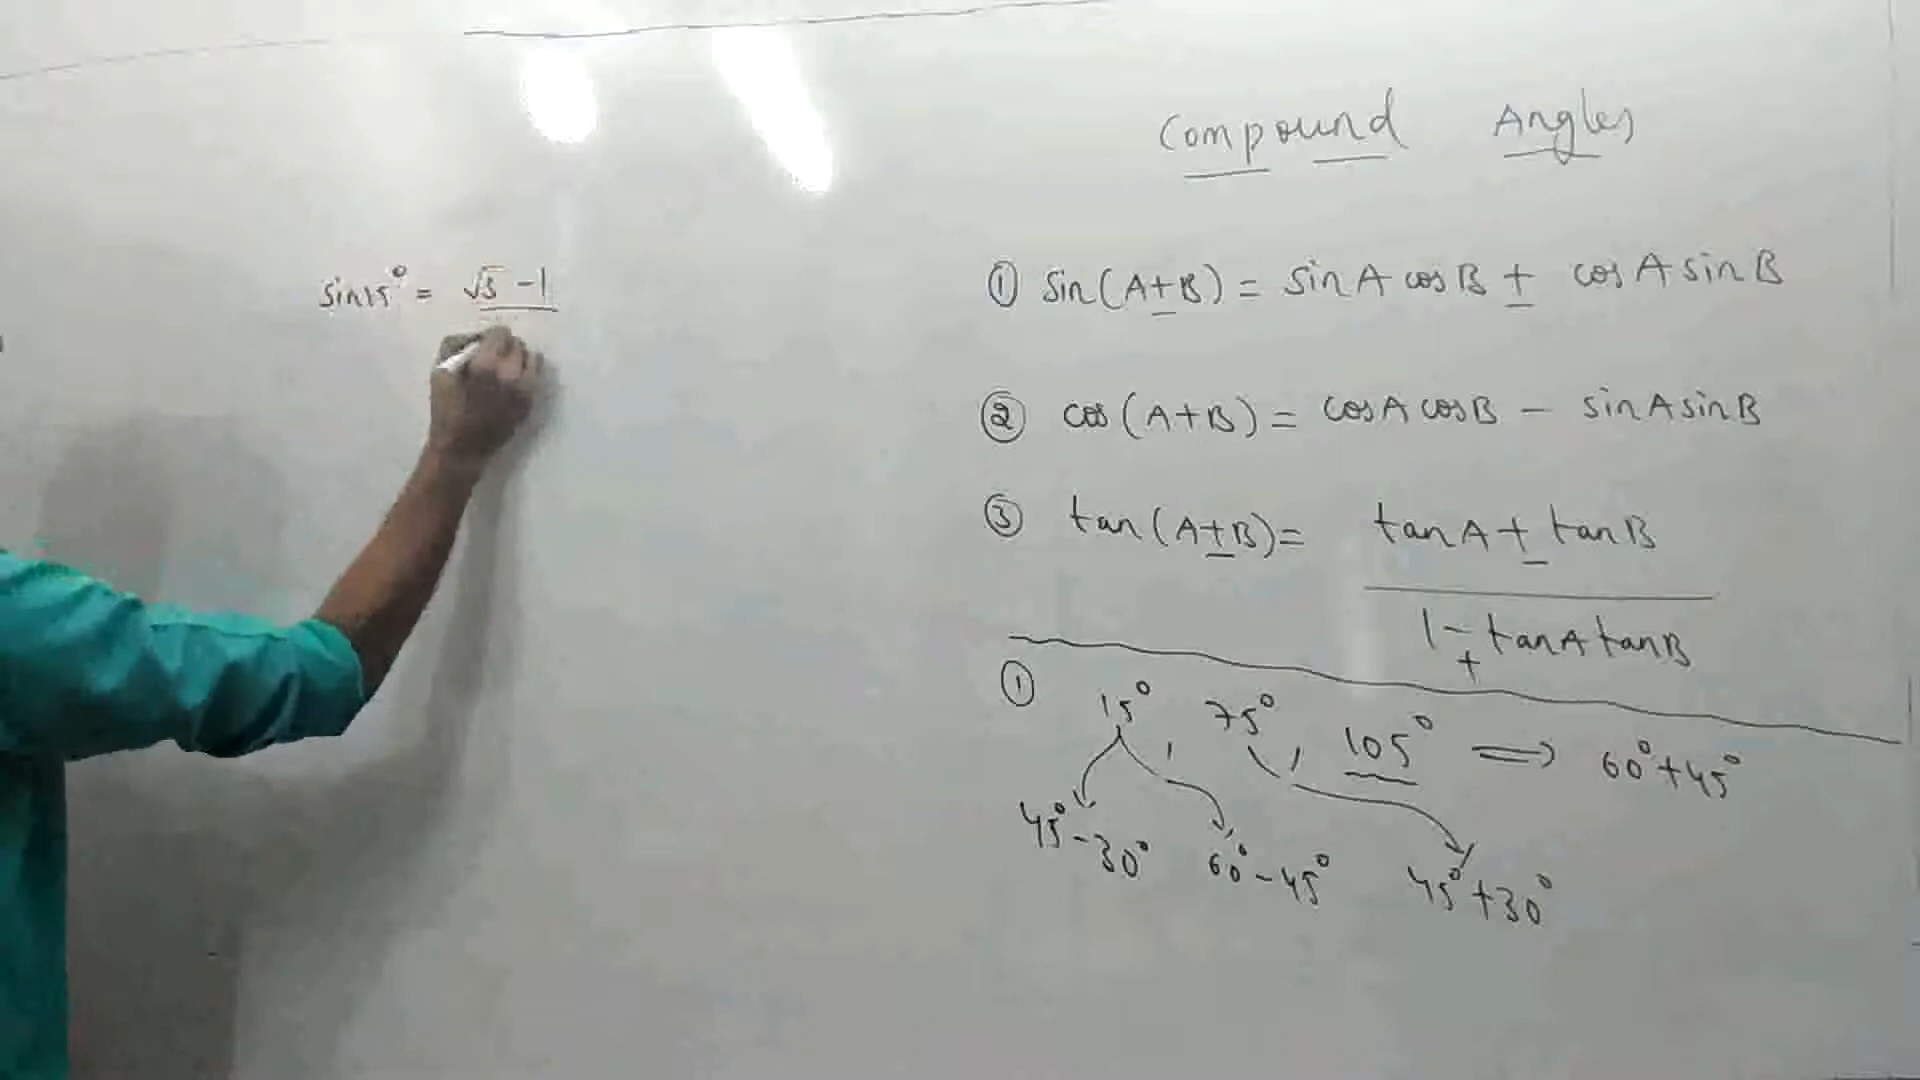 Compound Angles
sin15° = √3 - 1
① Sin(A±B) = sinA cosB ± cosA sinB
② cos(A+B) = cosA cosB - sinA sinB
③ tan(A±B) = tanA ± tanB
1 ∓ tanA tanB
① 15° , 75° , 105° ⟹ 60°+45°
45°-30° 60°-45° 45°+30°